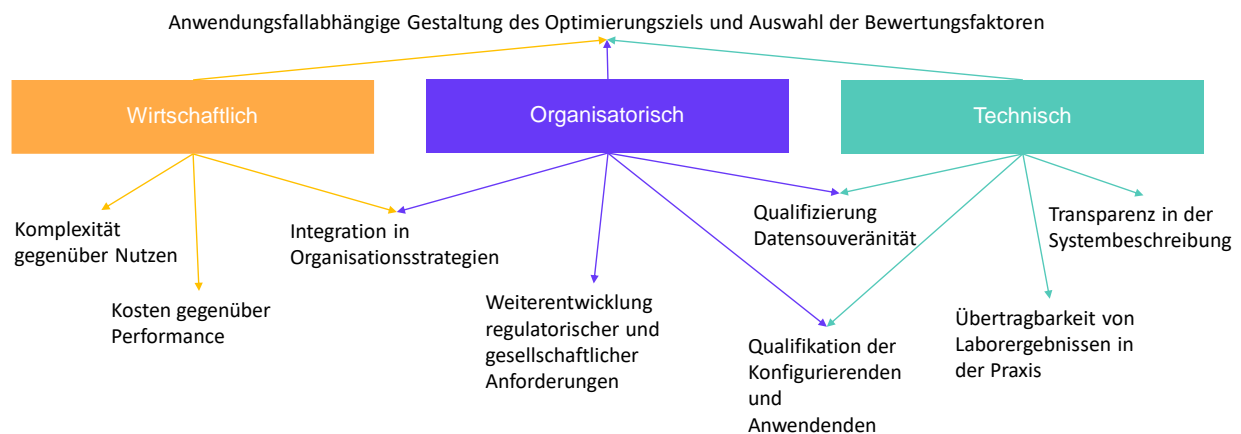 Anwendungsfallabhängige Gestaltung des Optimierungsziels und Auswahl der Bewertungsfaktoren
Wirtschaftlich
Organisatorisch
Technisch
Komplexität
gegenüber Nutzen
Kosten gegenüber
Performance
Integration in
Organisationsstrategien
Weiterentwicklung
regulatorischer und
gesellschaftlicher
Anforderungen
Qualifizierung
Datensouveränität
Qualifikation der
Konfigurierenden
und
Anwendenden
Transparenz in der
Systembeschreibung
Übertragbarkeit von
Laborergebnissen in
der Praxis